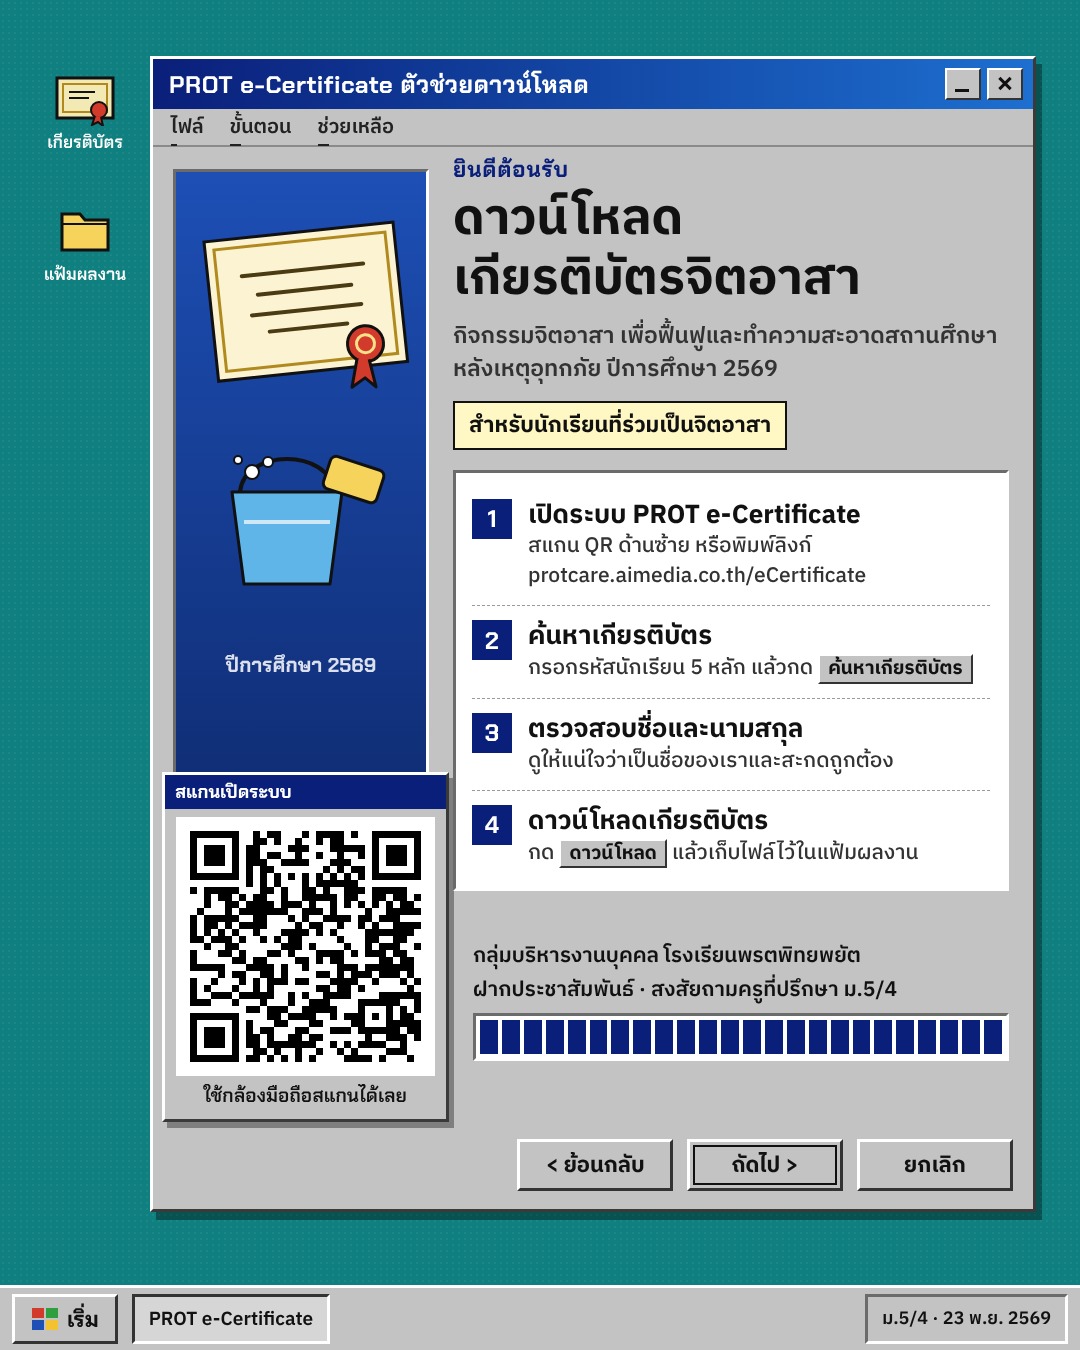 PROT e-Certificate ตัวช่วยดาวน์โหลด
ไฟล์ ขั้นตอน ช่วยเหลือ
เกียรติบัตร
แฟ้มผลงาน
ยินดีต้อนรับ
ดาวน์โหลด
เกียรติบัตรจิตอาสา
กิจกรรมจิตอาสา เพื่อฟื้นฟูและทำความสะอาดสถานศึกษา
หลังเหตุอุทกภัย ปีการศึกษา 2569
สำหรับนักเรียนที่ร่วมเป็นจิตอาสา
ปีการศึกษา 2569
1 เปิดระบบ PROT e-Certificate
สแกน QR ด้านซ้าย หรือพิมพ์ลิงก์
protcare.aimedia.co.th/eCertificate
2 ค้นหาเกียรติบัตร
กรอกรหัสนักเรียน 5 หลัก แล้วกด ค้นหาเกียรติบัตร
3 ตรวจสอบชื่อและนามสกุล
ดูให้แน่ใจว่าเป็นชื่อของเราและสะกดถูกต้อง
4 ดาวน์โหลดเกียรติบัตร
กด ดาวน์โหลด แล้วเก็บไฟล์ไว้ในแฟ้มผลงาน
สแกนเปิดระบบ
ใช้กล้องมือถือสแกนได้เลย
กลุ่มบริหารงานบุคคล โรงเรียนพรตพิทยพยัต
ฝากประชาสัมพันธ์ · สงสัยถามครูที่ปรึกษา ม.5/4
< ย้อนกลับ ถัดไป > ยกเลิก
เริ่ม PROT e-Certificate ม.5/4 · 23 พ.ย. 2569